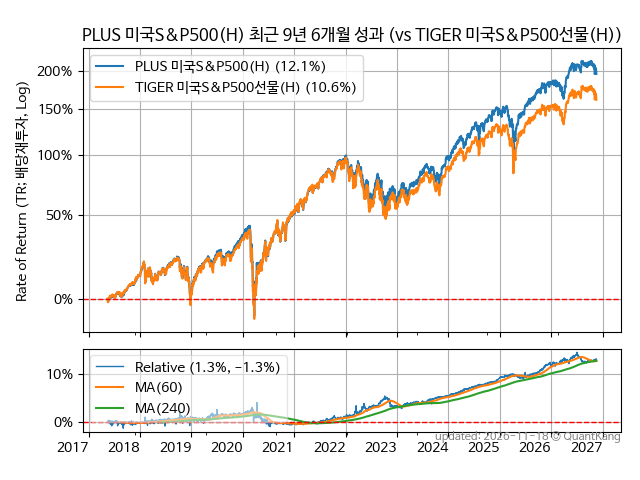 PLUS 미국S&P500(H) 최근 9년 6개월 성과 (vs TIGER 미국S&P500선물(H))
Rate of Return (TR: 배당재투자, Log)
PLUS 미국S&P500(H) (12.1%)
TIGER 미국S&P500선물(H) (10.6%)
200%
150%
100%
50%
0%
Relative (1.3%, -1.3%)
MA(60)
MA(240)
10%
0%
2017 2018 2019 2020 2021 2022 2023 2024 2025 2026 2027
updated: 2026-11-18 © QuantKang